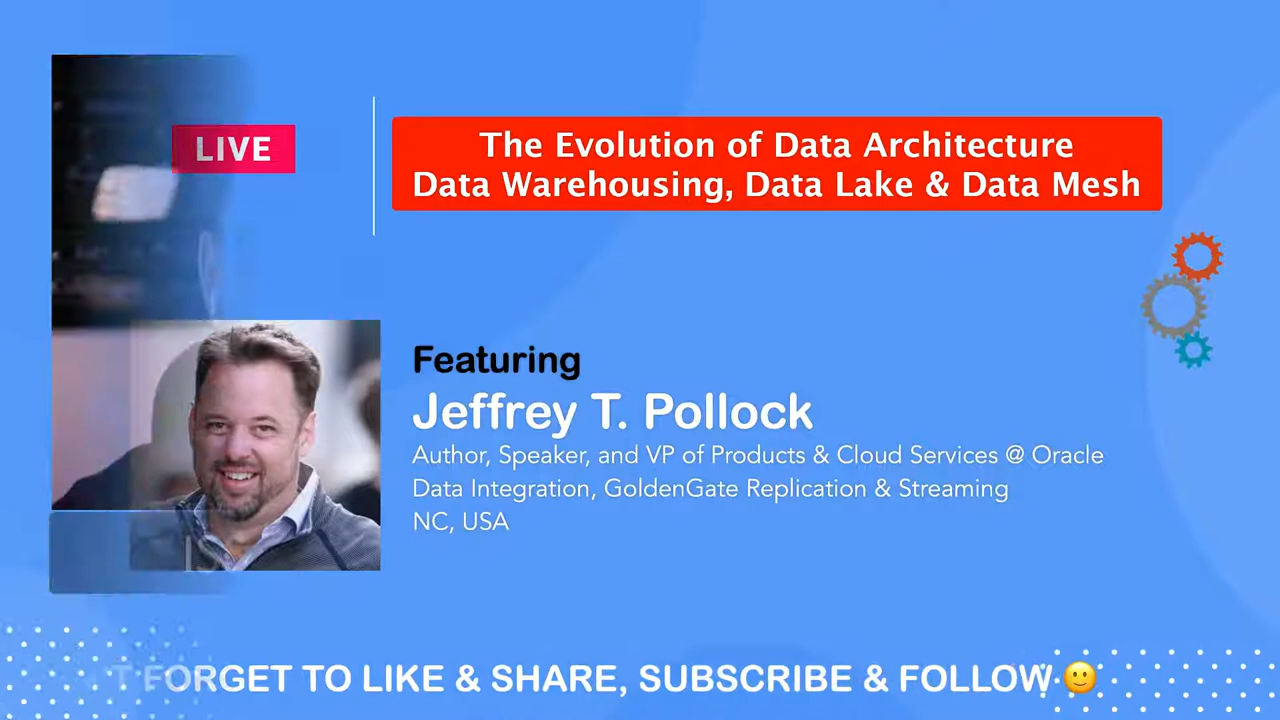 LIVE
The Evolution of Data Architecture
Data Warehousing, Data Lake & Data Mesh
Featuring
Jeffrey T. Pollock
Author, Speaker, and VP of Products & Cloud Services @ Oracle
Data Integration, GoldenGate Replication & Streaming
NC, USA
T FORGET TO LIKE & SHARE, SUBSCRIBE & FOLLOW 🙂